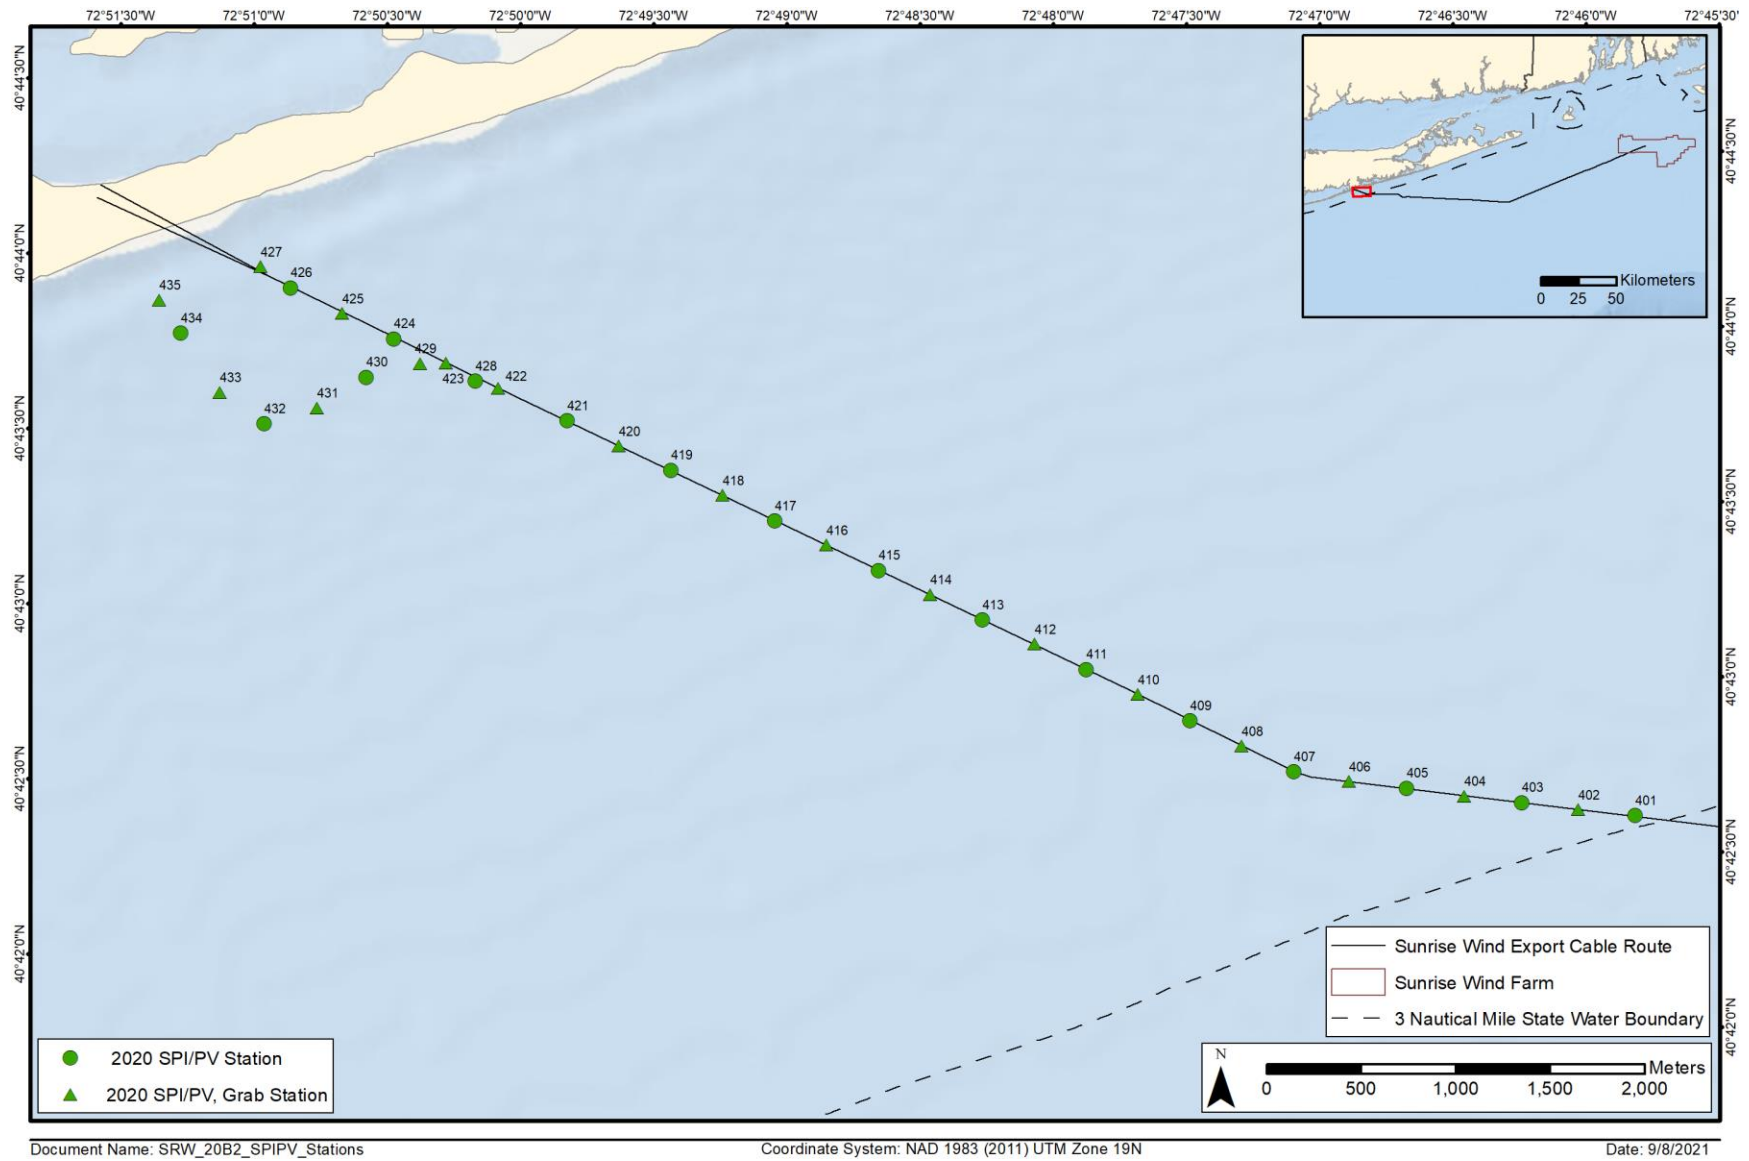 72°51'30"W 72°51'0"W 72°50'30"W 72°50'0"W 72°49'30"W 72°49'0"W 72°48'30"W 72°48'0"W 72°47'30"W 72°47'0"W 72°46'30"W 72°46'0"W 72°45'30"W
40°44'30"N
40°44'0"N
40°43'30"N
40°43'0"N
40°42'30"N
40°42'0"N
40°44'30"N
40°44'0"N
40°43'30"N
40°43'0"N
40°42'30"N
40°42'0"N
Kilometers
0 25 50
427
426
435
425
434
424
429
430
428
423
422
433
431
432
421
420
419
418
417
416
415
414
413
412
411
410
409
408
407
406
405
404
403
402
401
Sunrise Wind Export Cable Route
Sunrise Wind Farm
3 Nautical Mile State Water Boundary
2020 SPI/PV Station
2020 SPI/PV, Grab Station
N
Meters
0 500 1,000 1,500 2,000
Document Name: SRW_20B2_SPIPV_Stations
Coordinate System: NAD 1983 (2011) UTM Zone 19N
Date: 9/8/2021